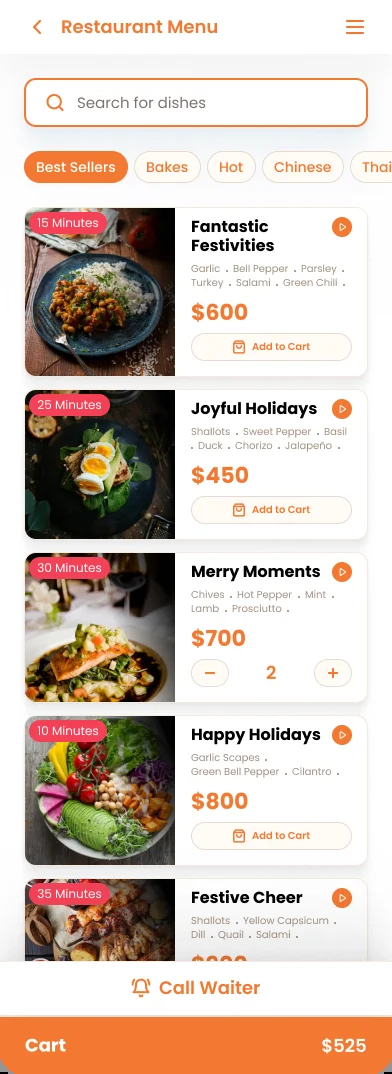 Restaurant Menu
Search for dishes
Best Sellers
Bakes
Hot
Chinese
Thai
15 Minutes
Fantastic
Festivities
Garlic . Bell Pepper . Parsley .
Turkey . Salami . Green Chili .
$600
Add to Cart
25 Minutes
Joyful Holidays
Shallots . Sweet Pepper . Basil
. Duck . Chorizo . Jalapeño .
$450
Add to Cart
30 Minutes
Merry Moments
Chives . Hot Pepper . Mint .
Lamb . Prosciutto .
$700
2
10 Minutes
Happy Holidays
Garlic Scapes .
Green Bell Pepper . Cilantro .
$800
Add to Cart
35 Minutes
Festive Cheer
Shallots . Yellow Capsicum .
Dill . Quail . Salami .
Call Waiter
Cart
$525